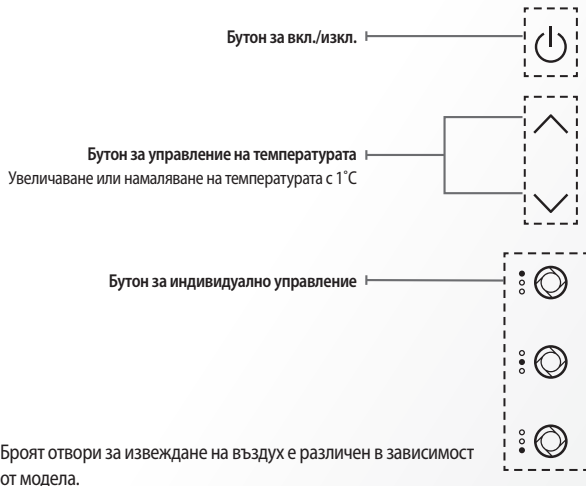 Бутон за вкл./изкл.
Бутон за управление на температурата
Увеличаване или намаляване на температурата с 1˚C
Бутон за индивидуално управление
Броят отвори за извеждане на въздух е различен в зависимост
от модела.